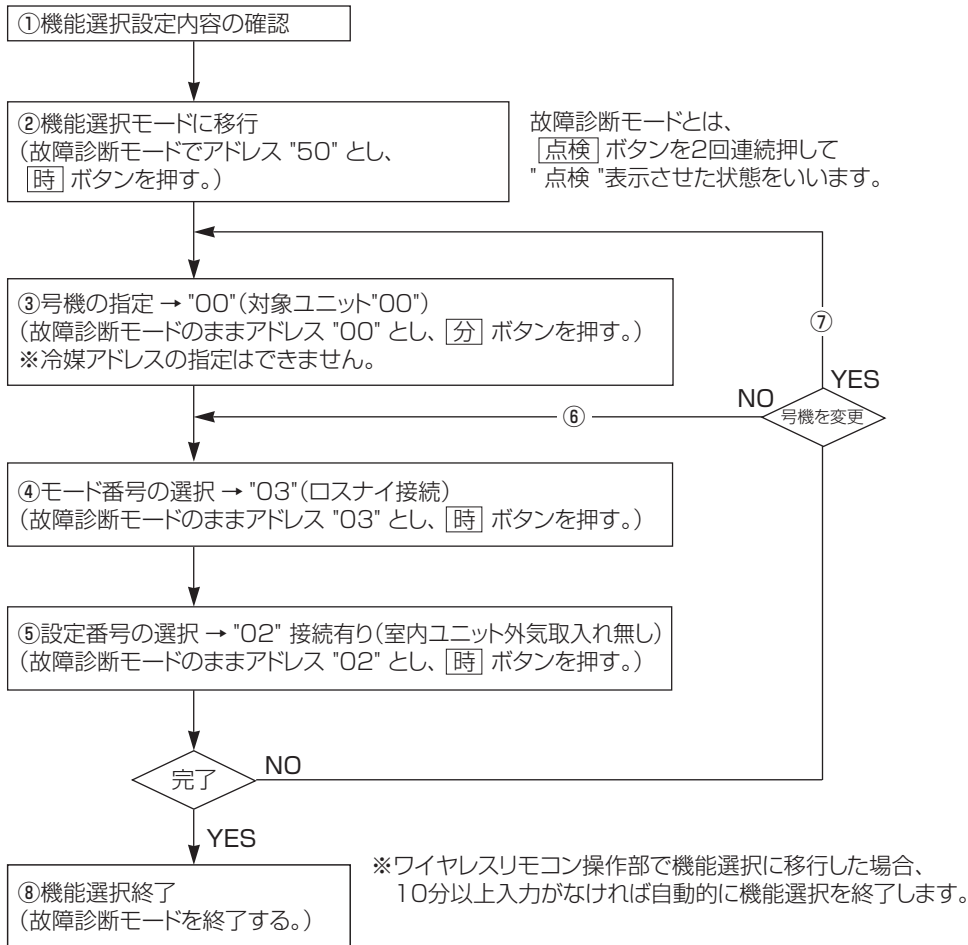 ①機能選択設定内容の確認
②機能選択モードに移行
(故障診断モードでアドレス "50" とし、
時 ボタンを押す。)
故障診断モードとは、
点検 ボタンを2回連続押して
" 点検 "表示させた状態をいいます。
③号機の指定 → "00"(対象ユニット"00")
(故障診断モードのままアドレス "00" とし、 分 ボタンを押す。)
※冷媒アドレスの指定はできません。
⑦
YES
NO
号機を変更
⑥
④モード番号の選択 → "03"(ロスナイ接続)
(故障診断モードのままアドレス "03" とし、 時 ボタンを押す。)
⑤設定番号の選択 → "02" 接続有り(室内ユニット外気取入れ無し)
(故障診断モードのままアドレス "02" とし、 時 ボタンを押す。)
完了
NO
YES
⑧機能選択終了
(故障診断モードを終了する。)
※ワイヤレスリモコン操作部で機能選択に移行した場合、
10分以上入力がなければ自動的に機能選択を終了します。